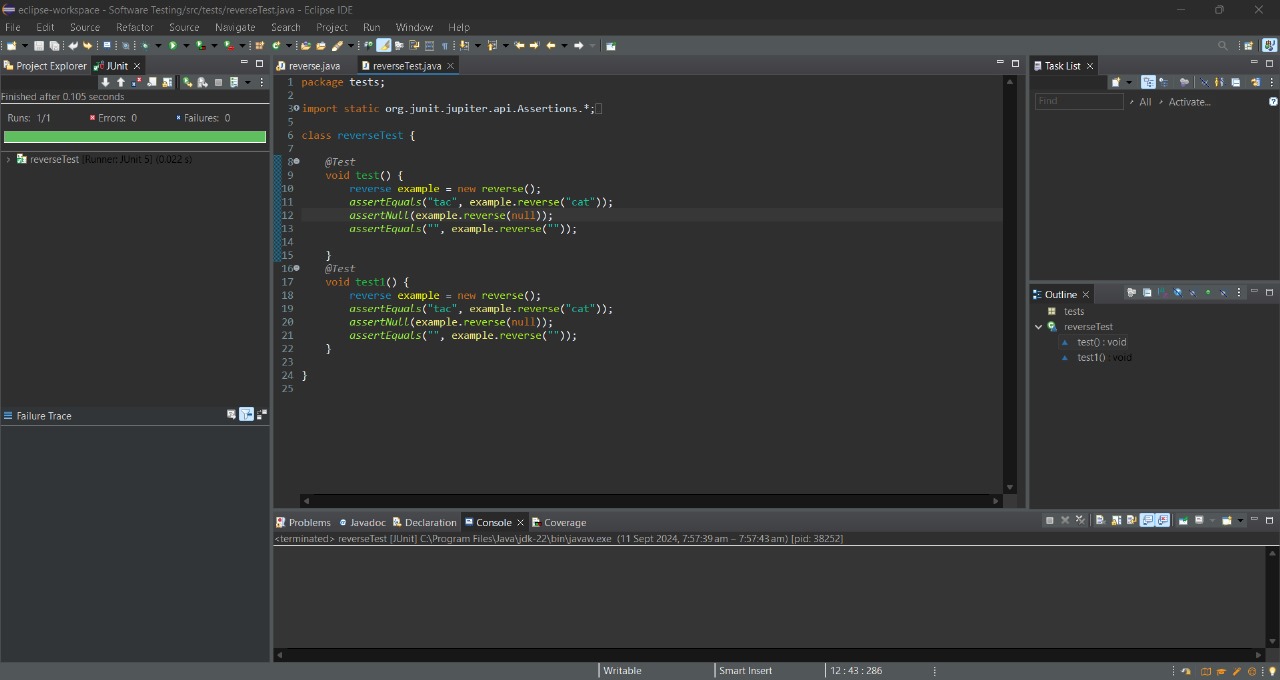 eclipse-workspace - Software Testing/src/tests/reverseTest.java - Eclipse IDE
File Edit Source Refactor Source Navigate Search Project Run Window Help
Project Explorer JUnit
Finished after 0.105 seconds
Runs: 1/1 Errors: 0 Failures: 0
reverseTest [Runner: JUnit 5] (0.022 s)
Failure Trace
reverse.java reverseTest.java
1 package tests;
2
3 import static org.junit.jupiter.api.Assertions.*;
5
6 class reverseTest {
7
8 @Test
9 void test() {
10 reverse example = new reverse();
11 assertEquals("tac", example.reverse("cat"));
12 assertNull(example.reverse(null));
13 assertEquals("", example.reverse(""));
14
15 }
16 @Test
17 void test1() {
18 reverse example = new reverse();
19 assertEquals("tac", example.reverse("cat"));
20 assertNull(example.reverse(null));
21 assertEquals("", example.reverse(""));
22 }
23
24 }
25
Task List
Find All Activate...
Outline
tests
reverseTest
test() : void
test1() : void
Problems Javadoc Declaration Console Coverage
<terminated> reverseTest [JUnit] C:\Program Files\Java\jdk-22\bin\javaw.exe (11 Sept 2024, 7:57:39 am – 7:57:43 am) [pid: 38252]
Writable Smart Insert 12 : 43 : 286